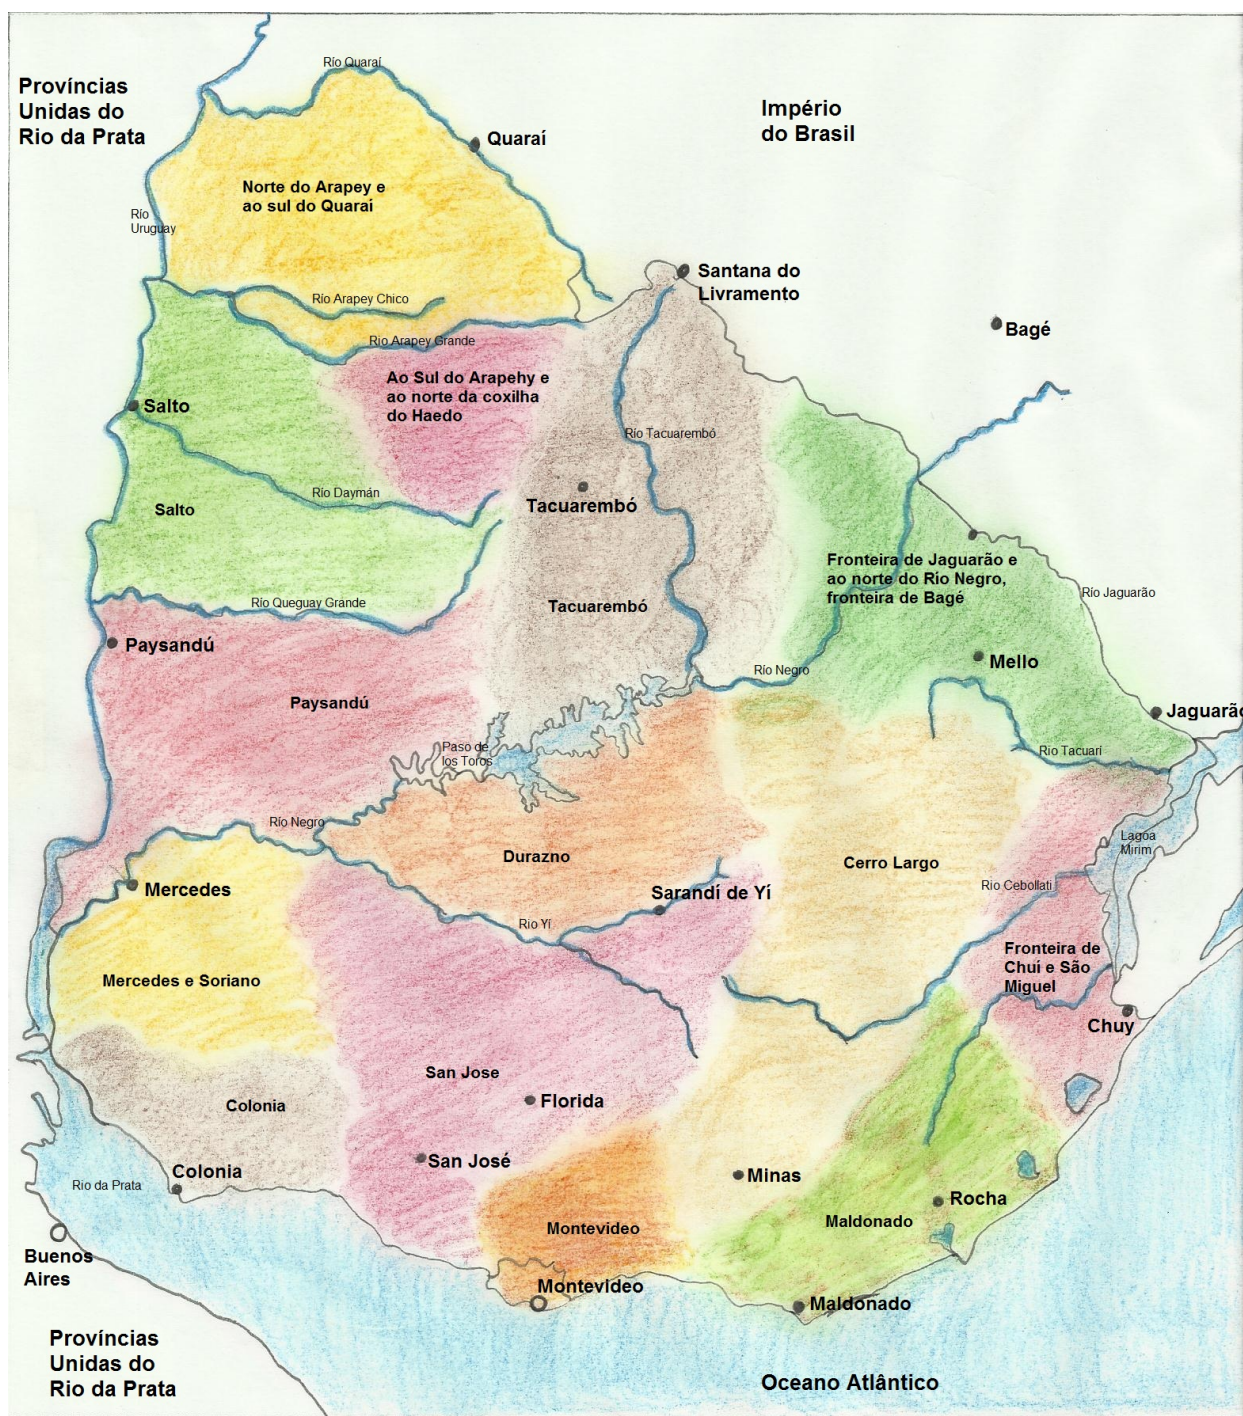 Río Quaraí
Províncias
Unidas do
Rio da Prata
Império
do Brasil
Quaraí
Norte do Arapey e
ao sul do Quaraí
Río
Uruguay
Santana do
Livramento
Río Arapey Chico
Bagé
Rio Arapey Grande
Ao Sul do Arapehy e
ao norte da coxilha
do Haedo
Salto
Río Tacuarembó
Río Daymán
Tacuarembó
Salto
Fronteira de Jaguarão e
ao norte do Rio Negro,
fronteira de Bagé
Río Jaguarão
Río Queguay Grande
Tacuarembó
Paysandú
Mello
Río Negro
Paysandú
Jaguarão
Paso de
los Toros
Rio Tacuarí
Río Negro
Lagoa
Mirim
Durazno
Cerro Largo
Mercedes
Sarandí de Yí
Río Cebollatí
Rio Yí
Fronteira de
Chuí e São
Miguel
Mercedes e Soriano
Chuy
San Jose
Colonia
Florida
San José
Colonia
Minas
Rio da Prata
Rocha
Maldonado
Montevideo
Buenos
Aires
Montevideo
Maldonado
Províncias
Unidas do
Rio da Prata
Oceano Atlântico